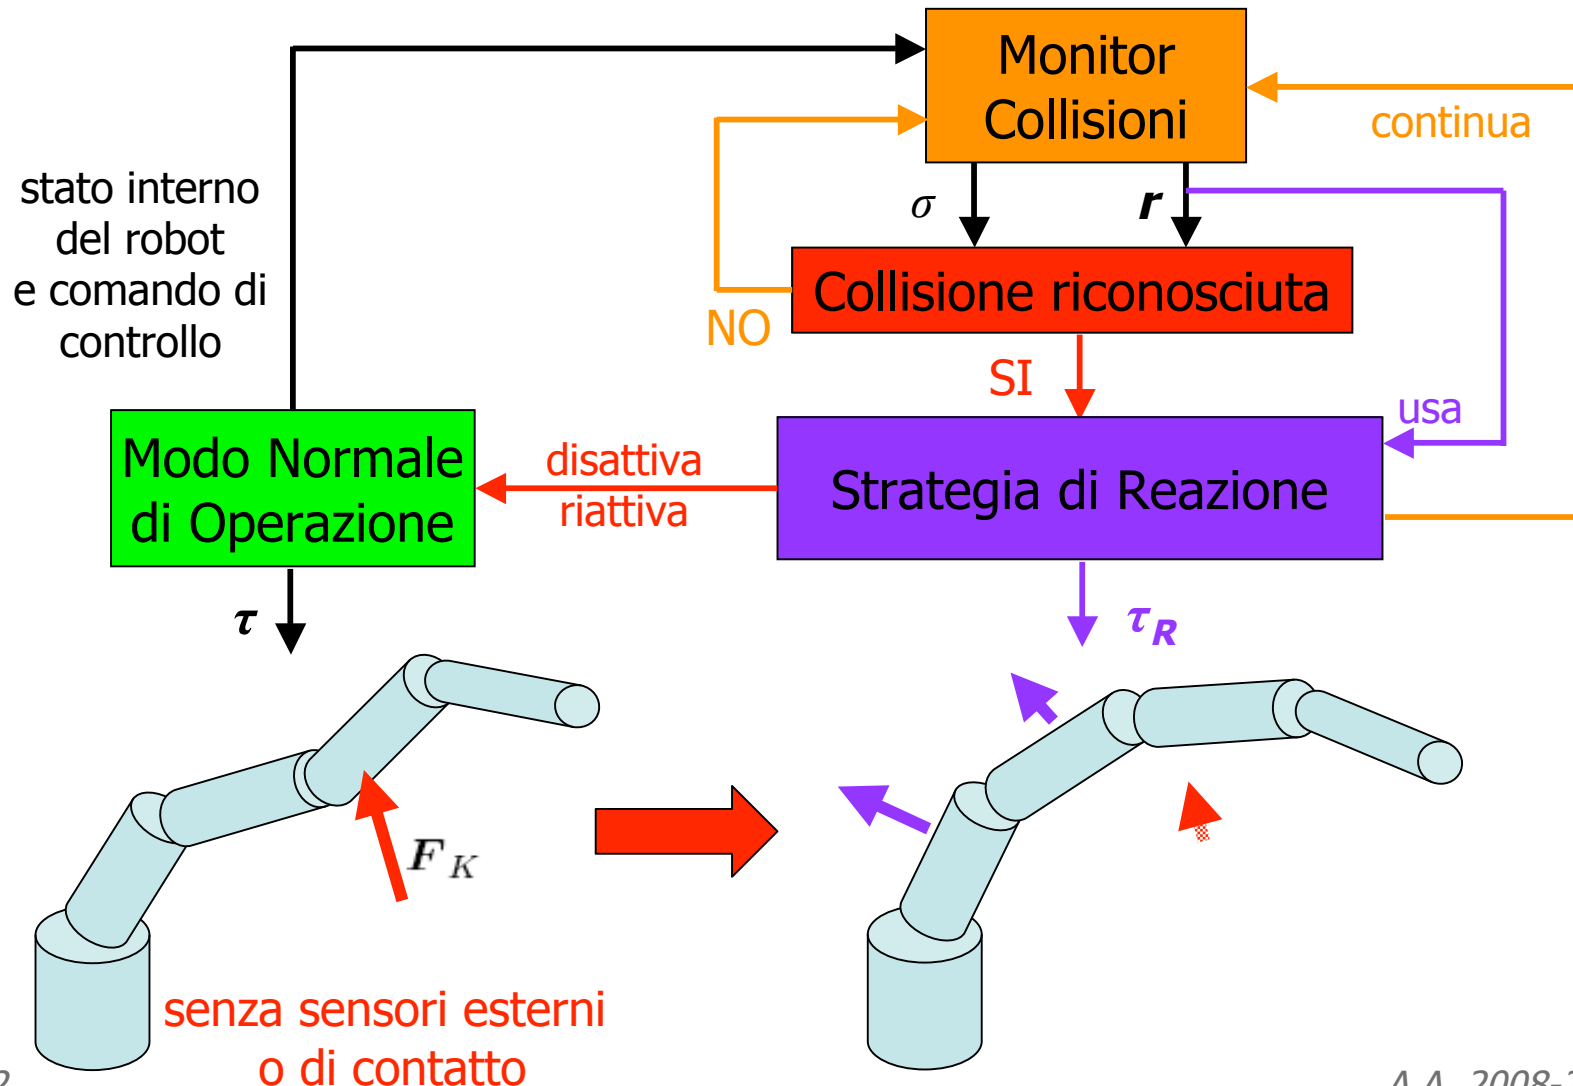 Monitor
Collisioni
continua
stato interno
del robot
e comando di
controllo
σ
r
Collisione riconosciuta
NO
SI
usa
Modo Normale
di Operazione
disattiva
riattiva
Strategia di Reazione
τ
τR
FK
senza sensori esterni
o di contatto
A.A. 2008-